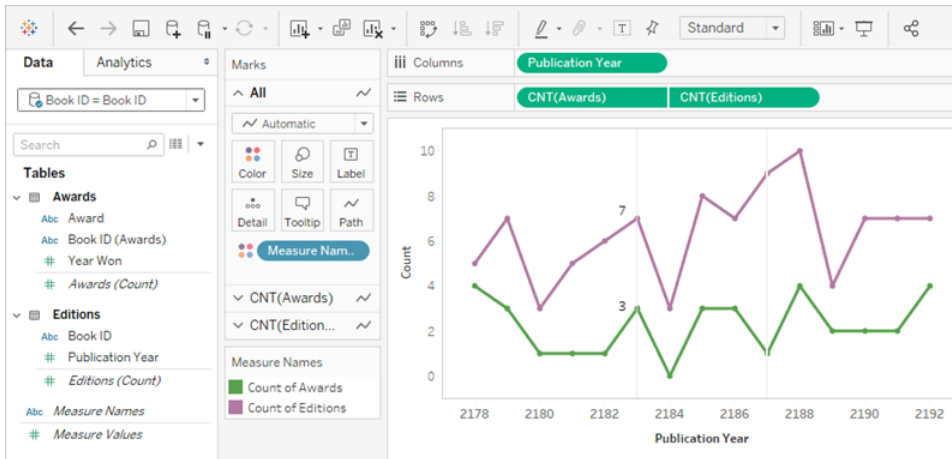 Standard
Data
Analytics
Book ID = Book ID
Search
Tables
Awards
Abc Award
Abc Book ID (Awards)
# Year Won
# Awards (Count)
Editions
Abc Book ID
# Publication Year
# Editions (Count)
Abc Measure Names
# Measure Values
Marks
All
Automatic
Color Size Label
Detail Tooltip Path
Measure Nam..
CNT(Awards)
CNT(Edition...
Measure Names
Count of Awards
Count of Editions
Columns Publication Year
Rows CNT(Awards) CNT(Editions)
10
8
7
6
Count
4
3
2
0
2178 2180 2182 2184 2186 2188 2190 2192
Publication Year